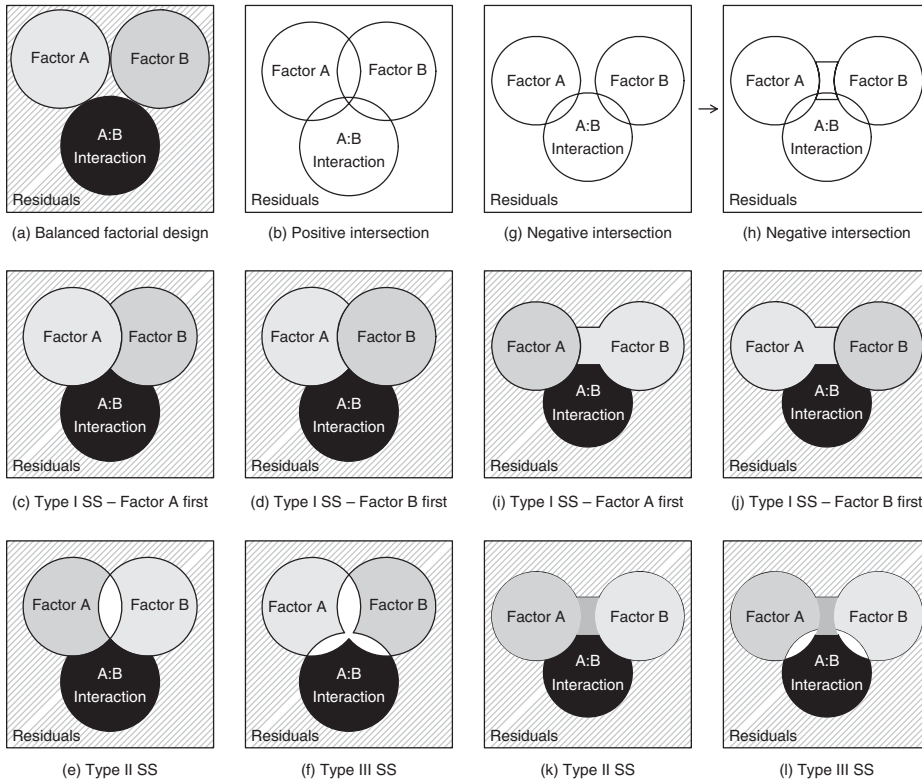 Factor A
Factor B
A:B
Interaction
Residuals
(a) Balanced factorial design
Factor A
Factor B
A:B
Interaction
Residuals
(b) Positive intersection
Factor A
Factor B
A:B
Interaction
Residuals
(g) Negative intersection
Factor A
Factor B
A:B
Interaction
Residuals
(h) Negative intersection
Factor A
Factor B
A:B
Interaction
Residuals
(c) Type I SS – Factor A first
Factor A
Factor B
A:B
Interaction
Residuals
(d) Type I SS – Factor B first
Factor A
Factor B
A:B
Interaction
Residuals
(i) Type I SS – Factor A first
Factor A
Factor B
A:B
Interaction
Residuals
(j) Type I SS – Factor B first
Factor A
Factor B
A:B
Interaction
Residuals
(e) Type II SS
Factor A
Factor B
A:B
Interaction
Residuals
(f) Type III SS
Factor A
Factor B
A:B
Interaction
Residuals
(k) Type II SS
Factor A
Factor B
A:B
Interaction
Residuals
(l) Type III SS